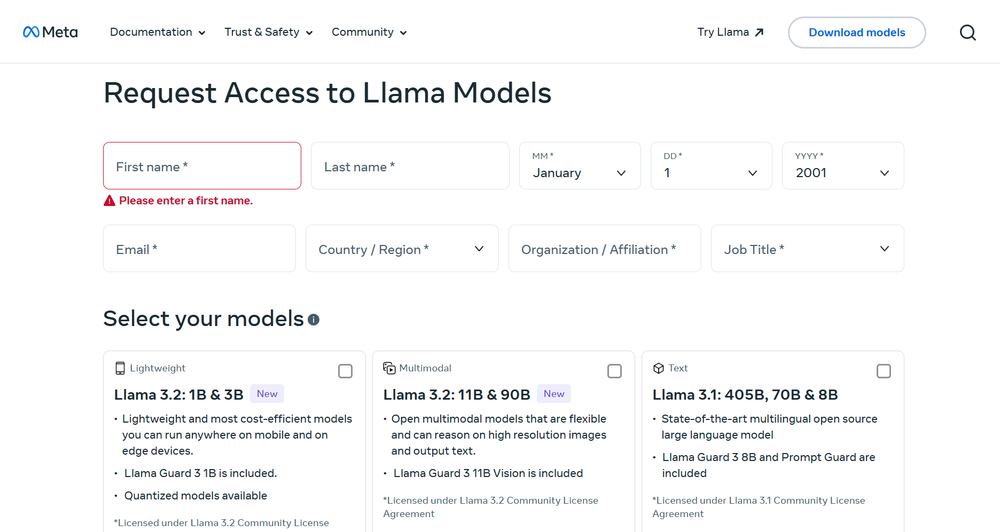 Meta
Documentation
Trust & Safety
Community
Try Llama
Download models
Request Access to Llama Models
First name *
Last name *
MM *
January
DD *
1
YYYY *
2001
Please enter a first name.
Email *
Country / Region *
Organization / Affiliation *
Job Title *
Select your models
Lightweight
Llama 3.2: 1B & 3B New
• Lightweight and most cost-efficient models
you can run anywhere on mobile and on
edge devices.
• Llama Guard 3 1B is included.
• Quantized models available
*Licensed under Llama 3.2 Community License
Multimodal
Llama 3.2: 11B & 90B New
• Open multimodal models that are flexible
and can reason on high resolution images
and output text.
• Llama Guard 3 11B Vision is included
*Licensed under Llama 3.2 Community License
Agreement
Text
Llama 3.1: 405B, 70B & 8B
• State-of-the-art multilingual open source
large language model
• Llama Guard 3 8B and Prompt Guard are
included
*Licensed under Llama 3.1 Community License
Agreement